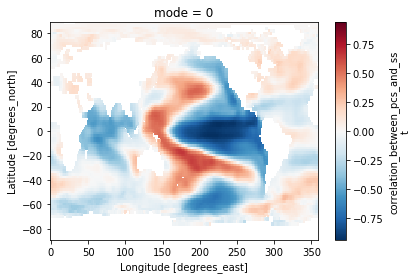 mode = 0
80
60
40
20
0
−20
−40
−60
−80
Latitude [degrees_north]
0 50 100 150 200 250 300 350
Longitude [degrees_east]
0.75
0.50
0.25
0.00
−0.25
−0.50
−0.75
correlation_between_pcs_and_ss
t